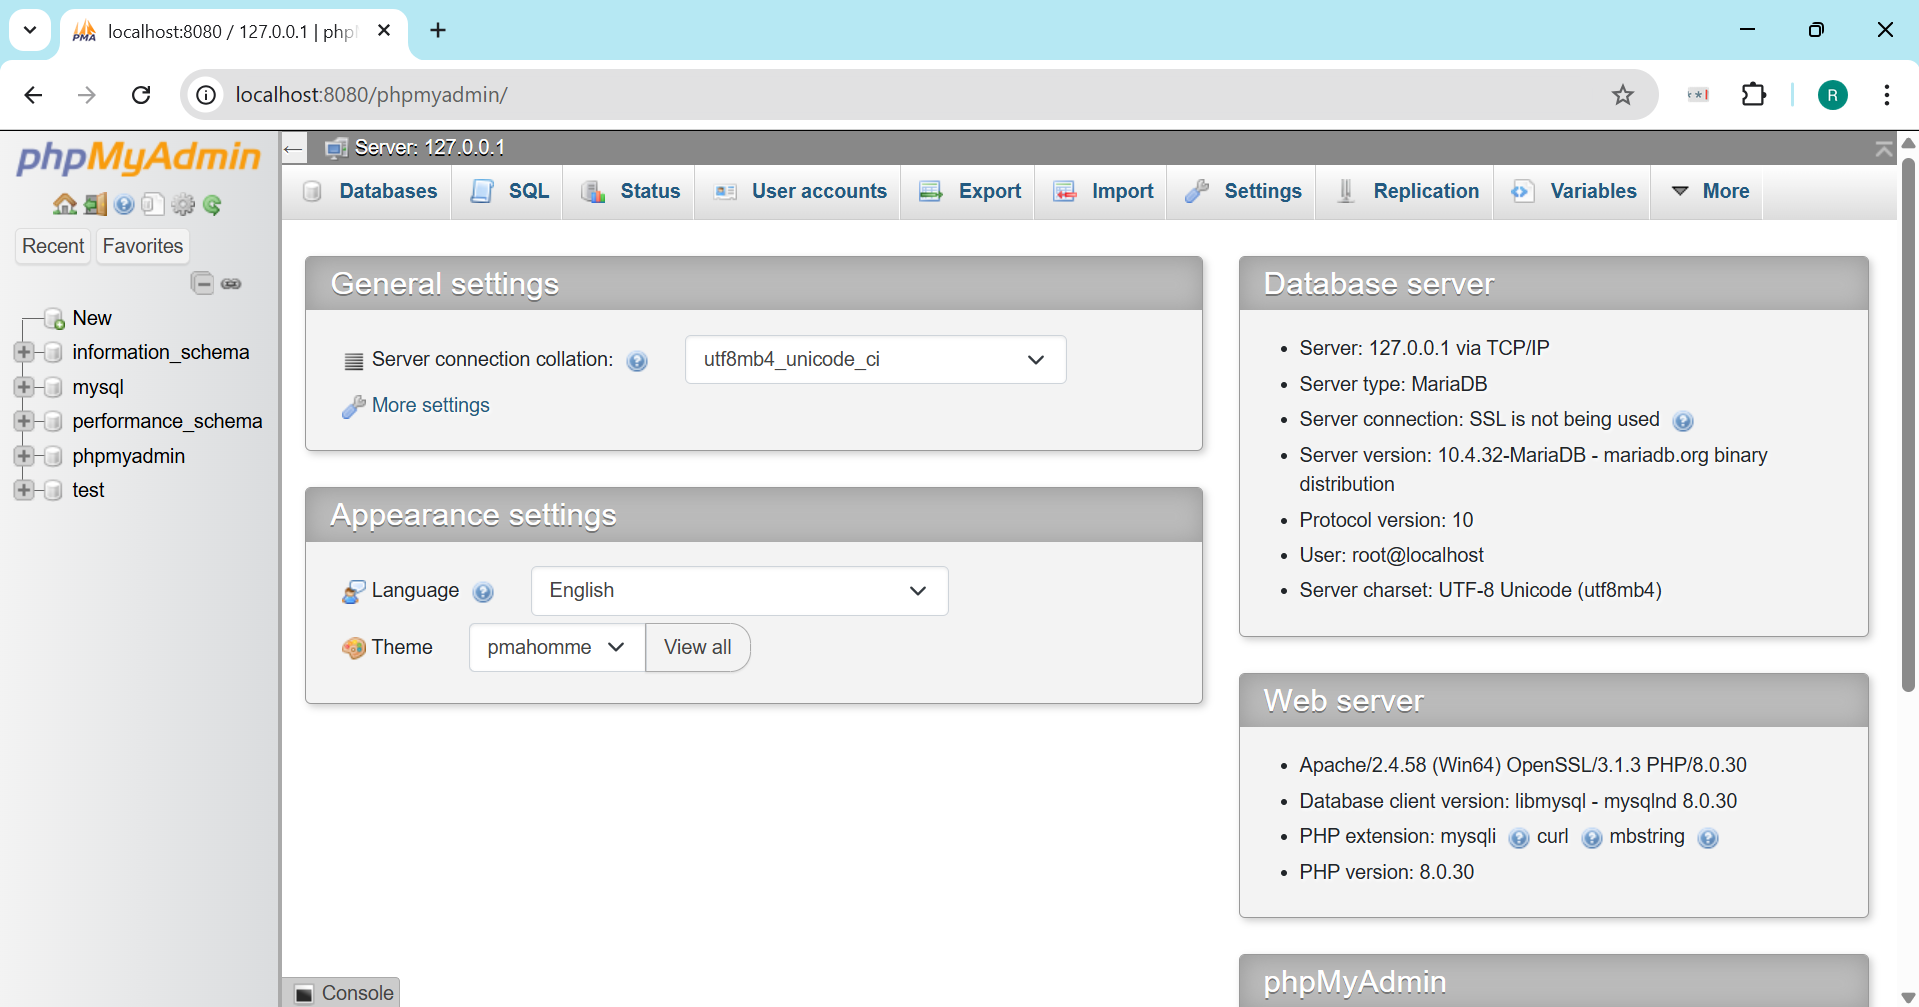 localhost:8080 / 127.0.0.1 | php
localhost:8080/phpmyadmin/
R
phpMyAdmin
Recent
Favorites
New
information_schema
mysql
performance_schema
phpmyadmin
test
Server: 127.0.0.1
Databases
SQL
Status
User accounts
Export
Import
Settings
Replication
Variables
More
General settings
Server connection collation:
utf8mb4_unicode_ci
More settings
Appearance settings
Language
English
Theme
pmahomme
View all
Database server
Server: 127.0.0.1 via TCP/IP
Server type: MariaDB
Server connection: SSL is not being used
Server version: 10.4.32-MariaDB - mariadb.org binary
distribution
Protocol version: 10
User: root@localhost
Server charset: UTF-8 Unicode (utf8mb4)
Web server
Apache/2.4.58 (Win64) OpenSSL/3.1.3 PHP/8.0.30
Database client version: libmysql - mysqlnd 8.0.30
PHP extension: mysqli curl mbstring
PHP version: 8.0.30
phpMyAdmin
Console